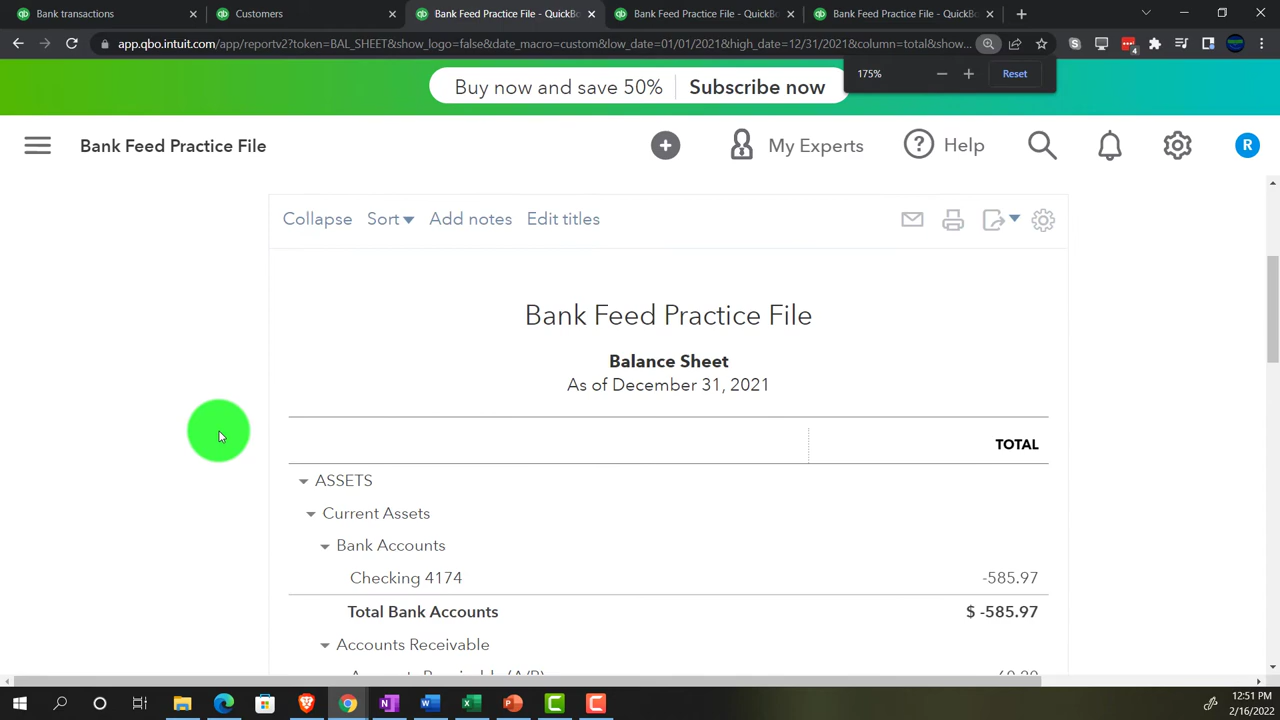 Bank transactions
Customers
Bank Feed Practice File - QuickBo
Bank Feed Practice File - QuickBo
Bank Feed Practice File - QuickBo
app.qbo.intuit.com/app/reportv2?token=BAL_SHEET&show_logo=false&date_macro=custom&low_date=01/01/2021&high_date=12/31/2021&column=total&show...
4
175%
Reset
Buy now and save 50%
Subscribe now
Bank Feed Practice File
My Experts
Help
R
Collapse
Sort
Add notes
Edit titles
Bank Feed Practice File
Balance Sheet
As of December 31, 2021
TOTAL
ASSETS
Current Assets
Bank Accounts
Checking 4174 -585.97
Total Bank Accounts $ -585.97
Accounts Receivable
Accounts Receivable (A/R)
12:51 PM
2/16/2022